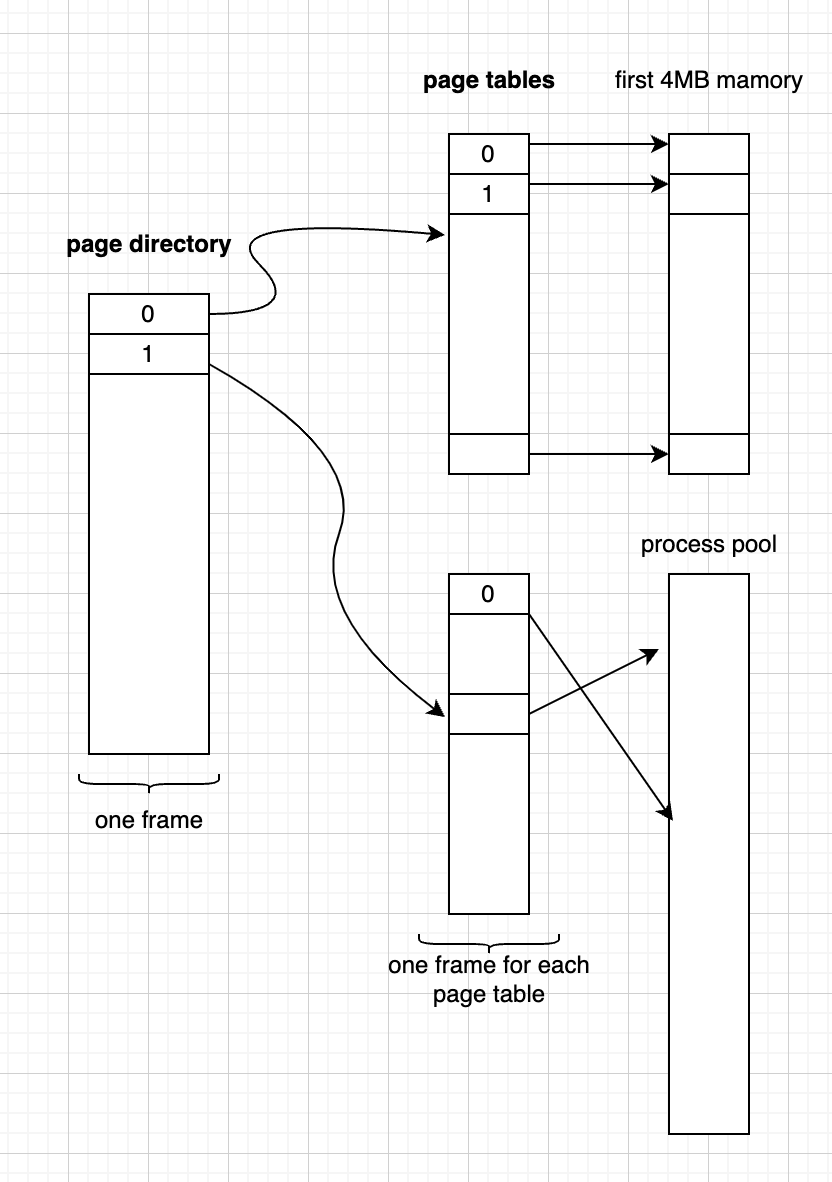 page tables
first 4MB mamory
0
1
page directory
0
1
process pool
0
one frame
one frame for each
page table